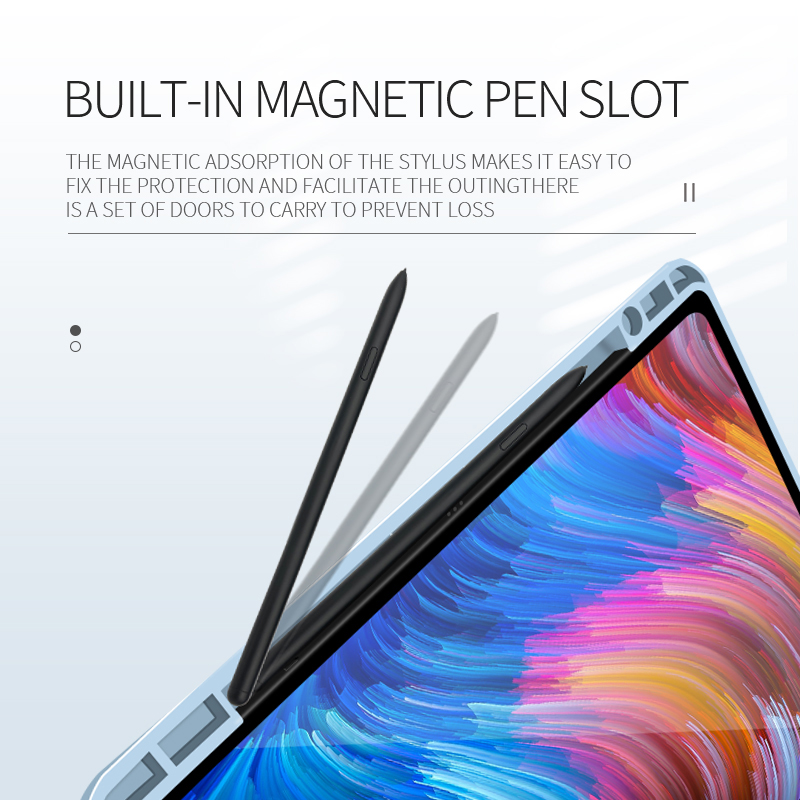 BUILT-IN MAGNETIC PEN SLOT
THE MAGNETIC ADSORPTION OF THE STYLUS MAKES IT EASY TO
FIX THE PROTECTION AND FACILITATE THE OUTINGTHERE
IS A SET OF DOORS TO CARRY TO PREVENT LOSS